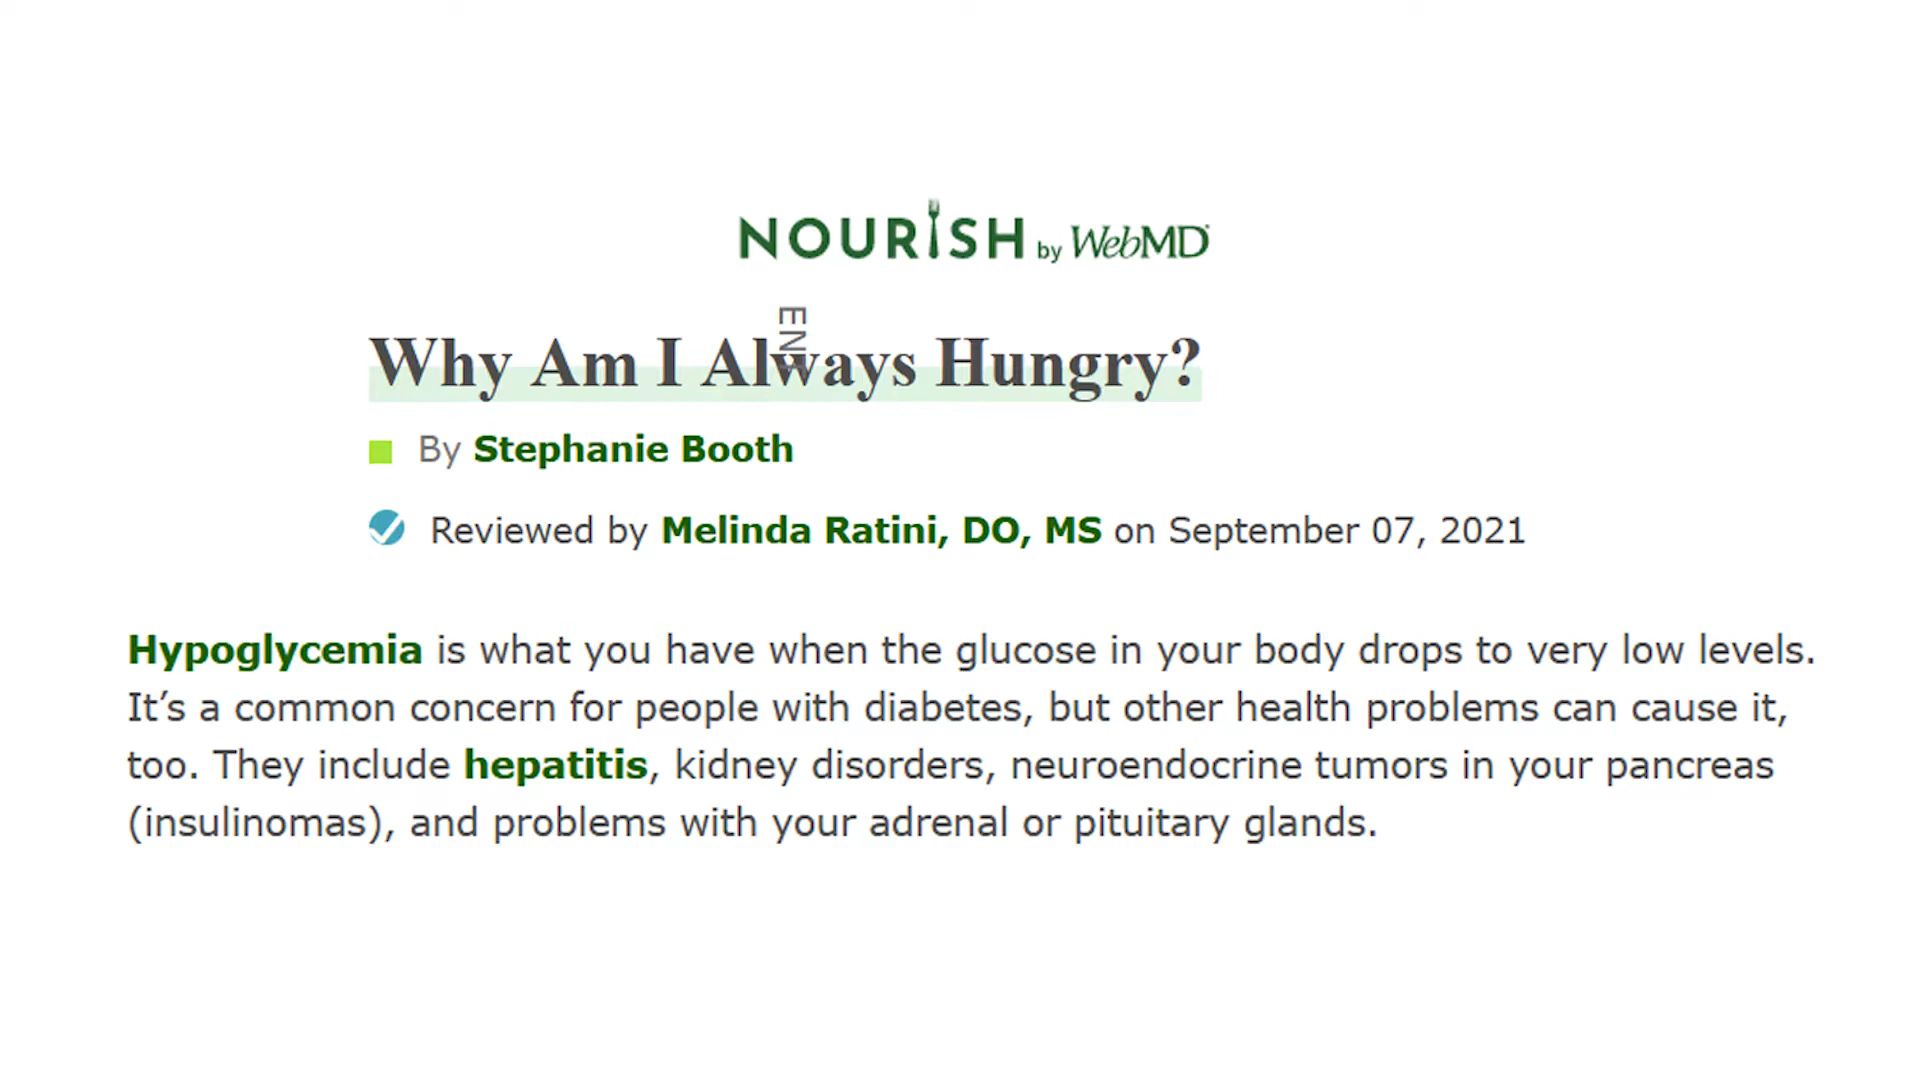 NOURISH by WebMD
ENT
Why Am I Always Hungry?
By Stephanie Booth
Reviewed by Melinda Ratini, DO, MS on September 07, 2021
Hypoglycemia is what you have when the glucose in your body drops to very low levels.
It’s a common concern for people with diabetes, but other health problems can cause it,
too. They include hepatitis, kidney disorders, neuroendocrine tumors in your pancreas
(insulinomas), and problems with your adrenal or pituitary glands.